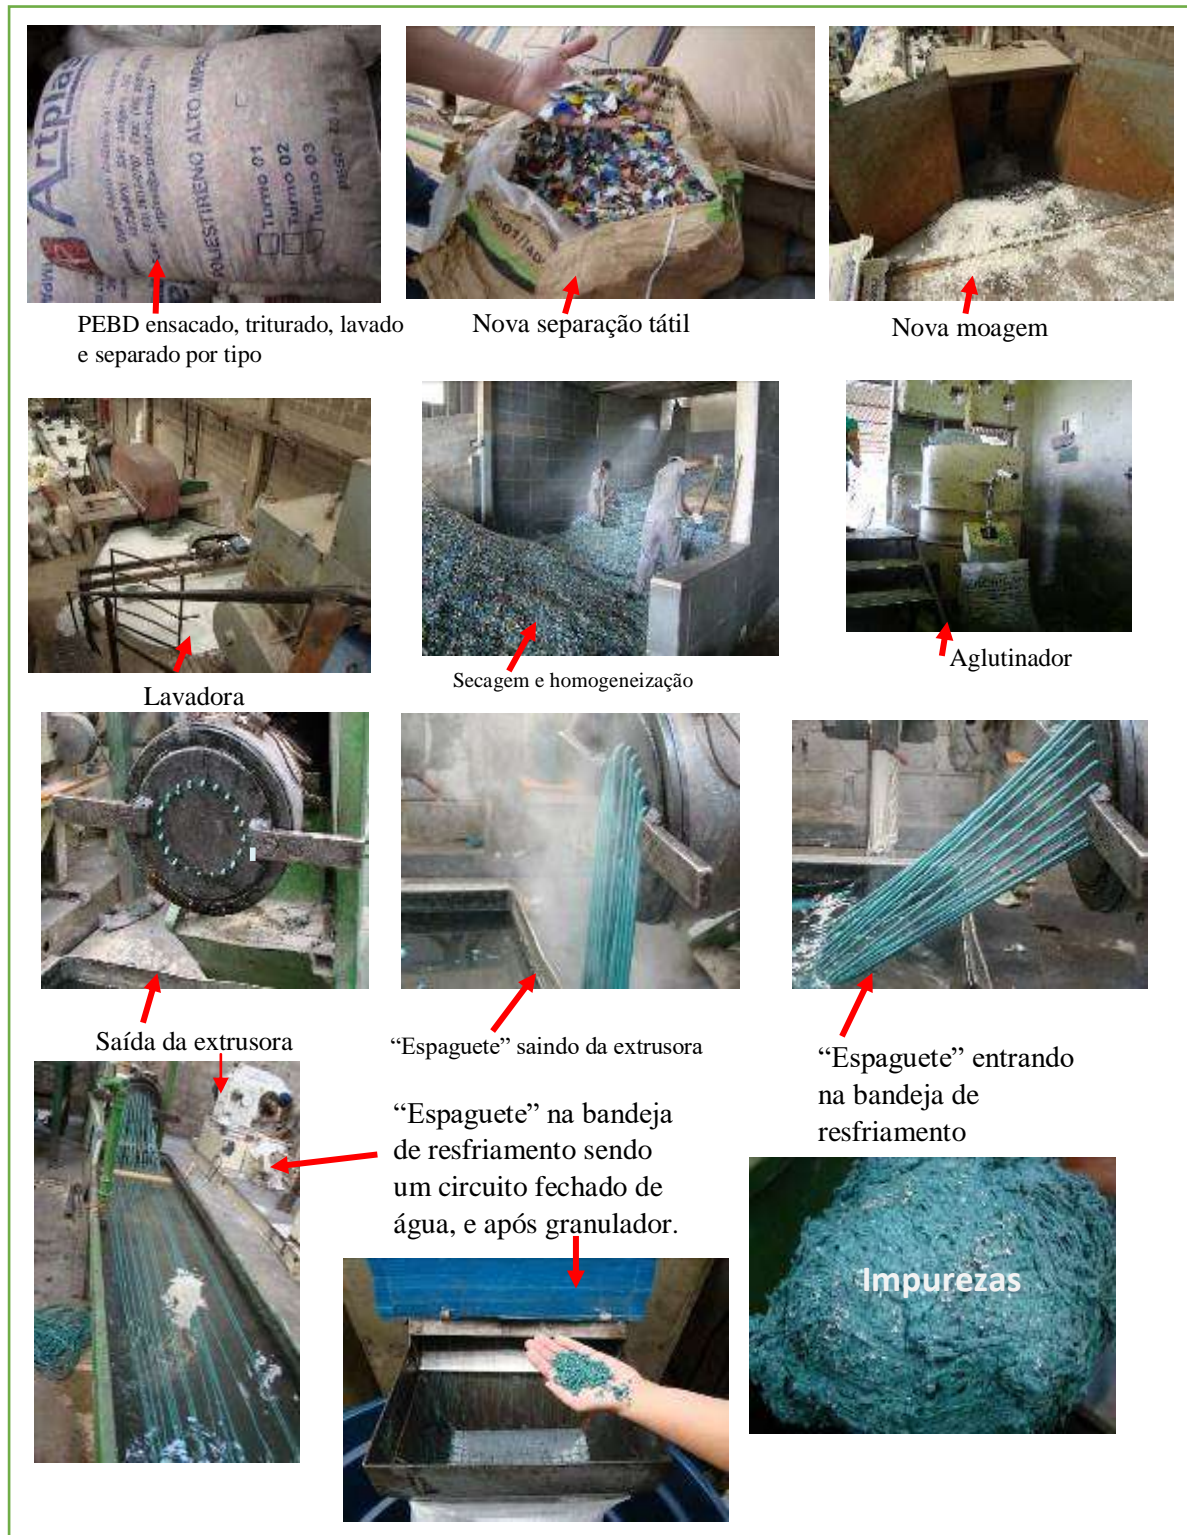 Artplas
POLIESTIRENO ALTO IMPAC
Turno 01
Turno 02
Turno 03
PESO
PEBD ensacado, triturado, lavado
e separado por tipo
Nova separação tátil
Nova moagem
Lavadora
Secagem e homogeneização
Aglutinador
Saída da extrusora
“Espaguete” saindo da extrusora
“Espaguete” entrando
na bandeja de
resfriamento
“Espaguete” na bandeja
de resfriamento sendo
um circuito fechado de
água, e após granulador.
Impurezas